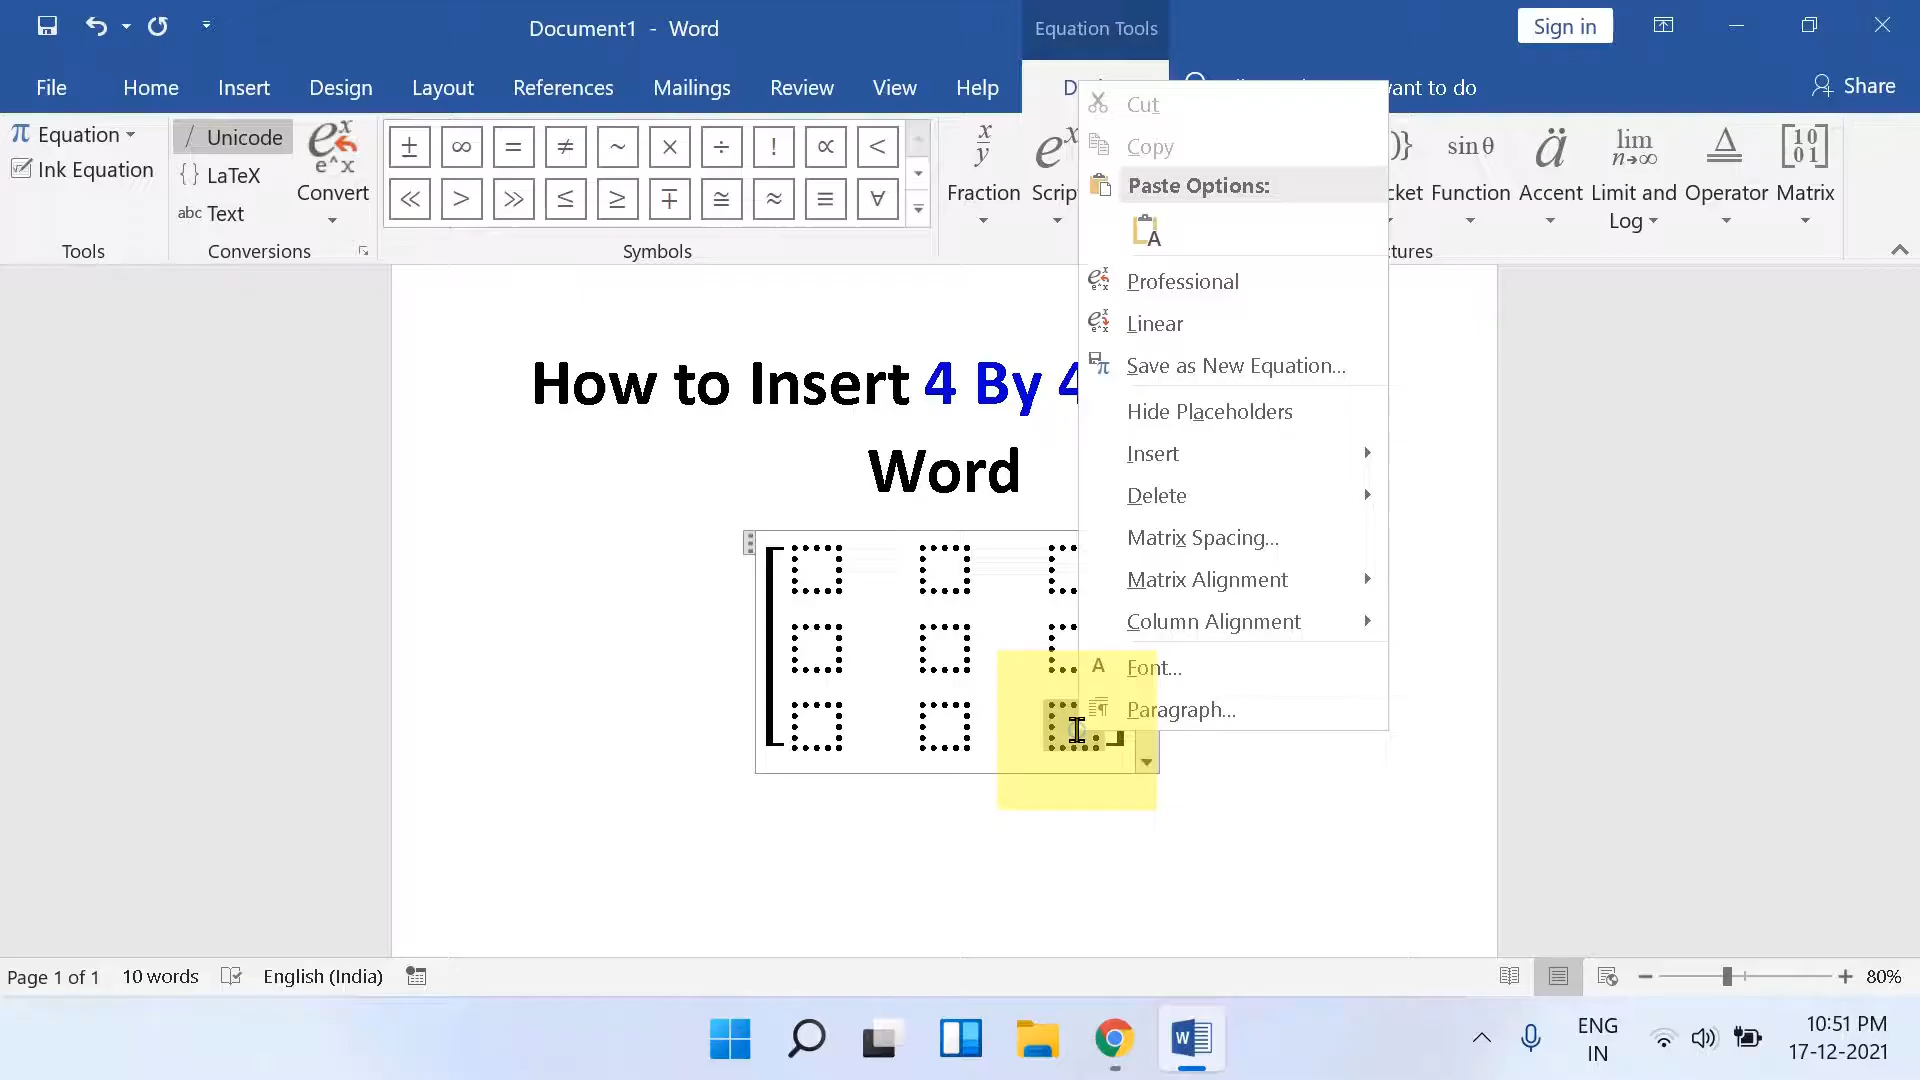 Document1 - Word
Equation Tools
Sign in
File
Home
Insert
Design
Layout
References
Mailings
Review
View
Help
D
want to do
Share
Equation
Ink Equation
Tools
Unicode
LaTeX
abc Text
Convert
Conversions
± ∞ = ≠ ~ × ÷ ! ∝ <
≪ > ≫ ≤ ≥ ∓ ≅ ≈ ≡ ∀
Symbols
Fraction
Scrip
cket
Function
Accent
Limit and
Log
Operator
Matrix
tures
Cut
Copy
Paste Options:
Professional
Linear
Save as New Equation...
Hide Placeholders
Insert
Delete
Matrix Spacing...
Matrix Alignment
Column Alignment
Font...
Paragraph...
How to Insert 4 By 4
Word
Page 1 of 1
10 words
English (India)
80%
ENG
IN
10:51 PM
17-12-2021